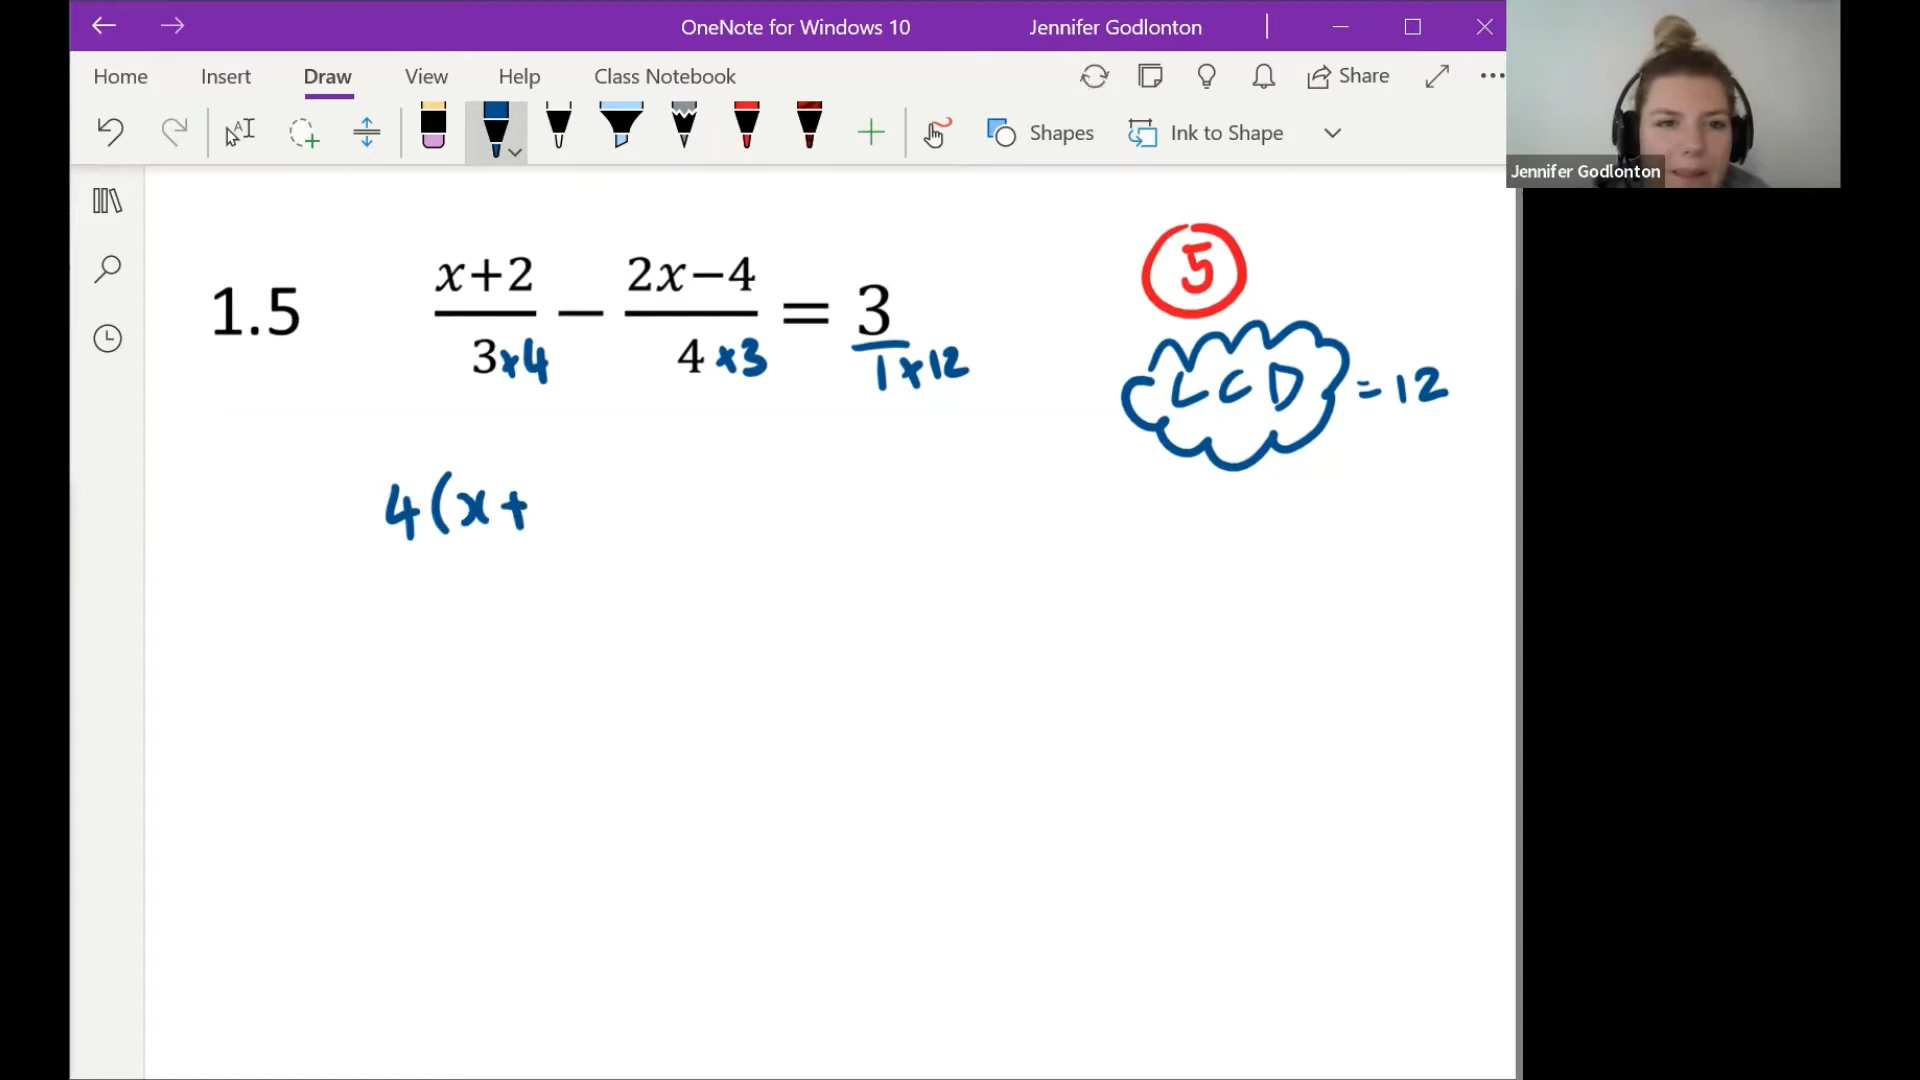 OneNote for Windows 10 Jennifer Godlonton
Home Insert Draw View Help Class Notebook Share
Shapes Ink to Shape
Jennifer Godlonton
1.5 x+2/3 − 2x−4/4 = 3
×4 ×3 1 ×12
5
LCD = 12
4(x+